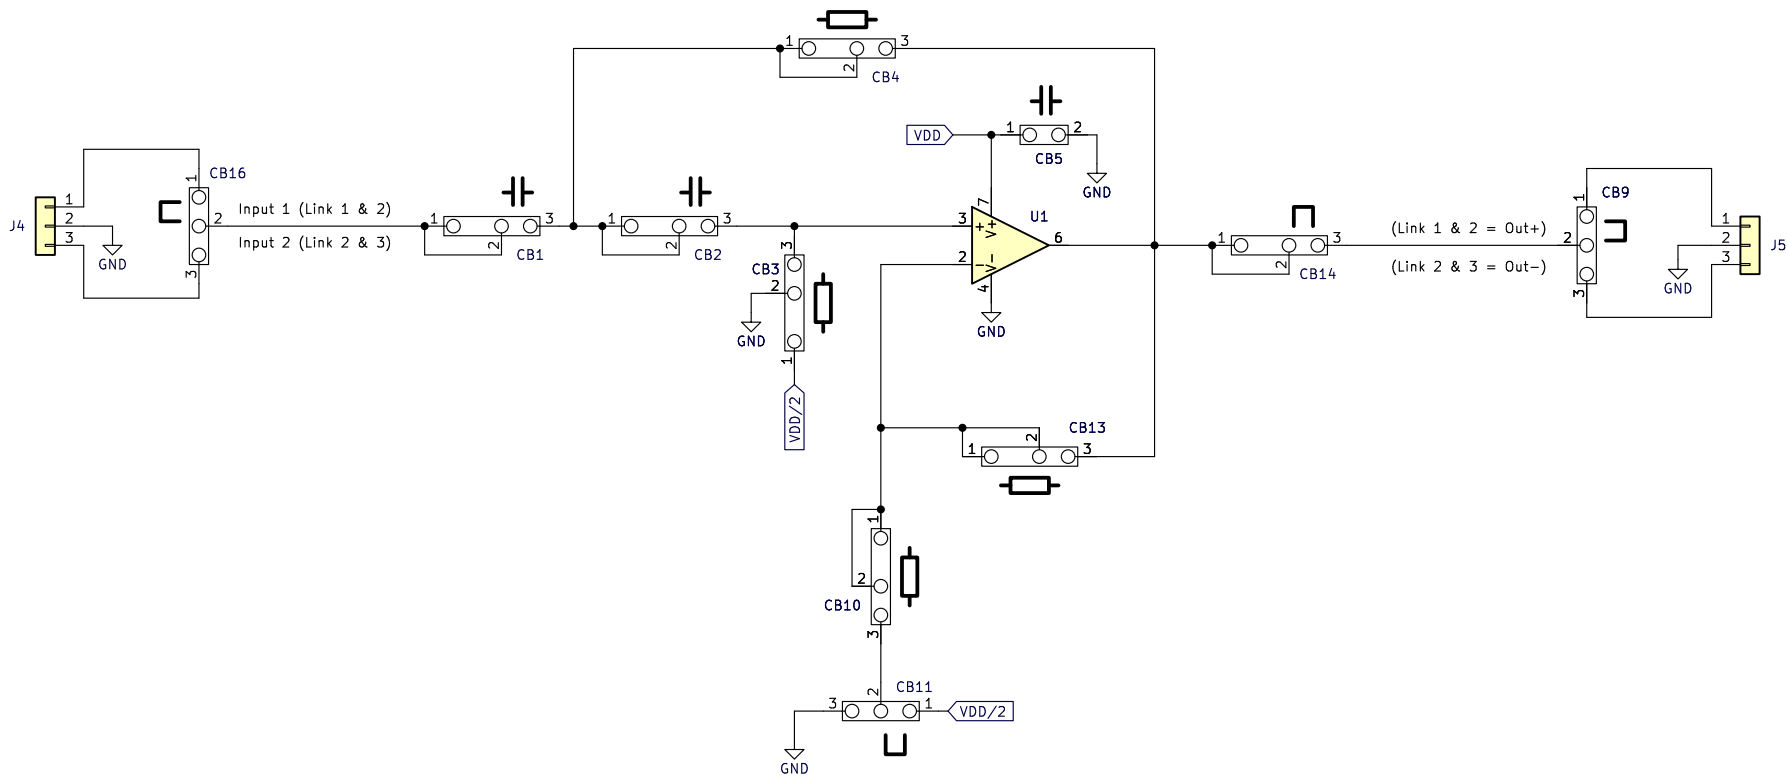 1 3
2 CB4
VDD 1 2
CB5
GND
CB16
1
J4 1
2
3
GND
2
3
Input 1 (Link 1 & 2)
Input 2 (Link 2 & 3)
1 3
2 CB1
1 3
2 CB2
3
CB3
2
GND
1
VDD/2
7
U1
3 + V+
6
2 − V-
4
GND
1 3
2 CB14
(Link 1 & 2 = Out+)
(Link 2 & 3 = Out-)
1 CB9
2
3
1
2 J5
3
GND
CB13
2
1 3
1
2
CB10
3
CB11
2
3 1 VDD/2
GND